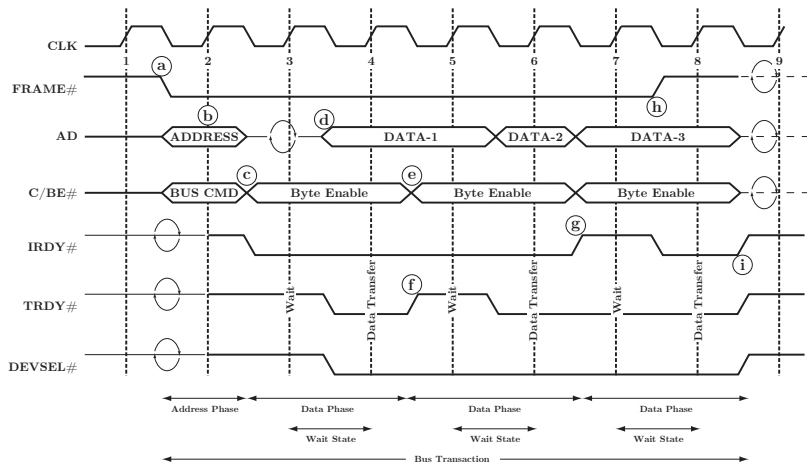 CLK
1 2 3 4 5 6 7 8 9
a
FRAME#
h
b
d
AD ADDRESS DATA-1 DATA-2 DATA-3
c e
C/BE# BUS CMD Byte Enable Byte Enable Byte Enable
g
IRDY#
i
f
TRDY# Wait Data Transfer Wait Data Transfer Wait Data Transfer
DEVSEL#
Address Phase Data Phase Data Phase Data Phase
Wait State Wait State Wait State
Bus Transaction